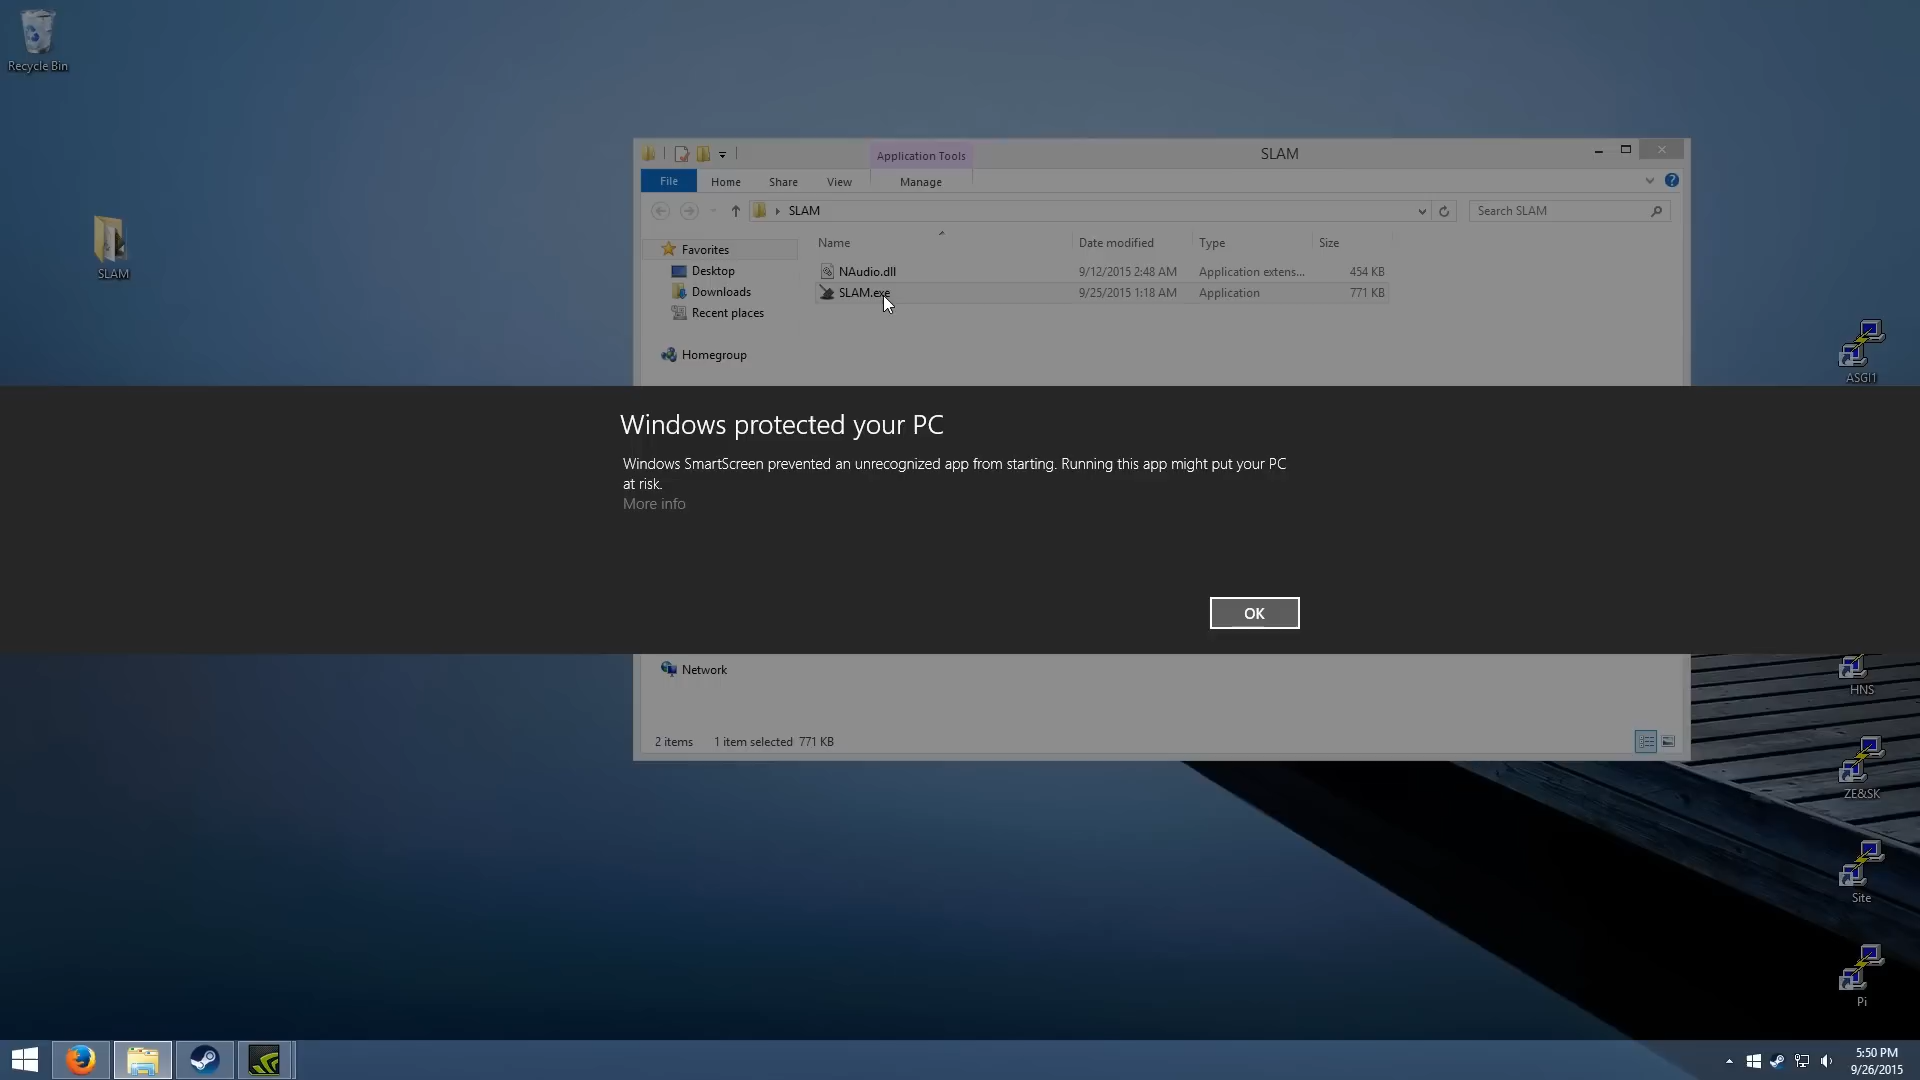 Recycle Bin
SLAM
Application Tools
SLAM
File
Home
Share
View
Manage
SLAM
Search SLAM
Name
Date modified
Type
Size
Favorites
Desktop
Downloads
Recent places
Homegroup
NAudio.dll
9/12/2015 2:48 AM
Application extens...
454 KB
SLAM.exe
9/25/2015 1:18 AM
Application
771 KB
ASGI1
Windows protected your PC
Windows SmartScreen prevented an unrecognized app from starting. Running this app might put your PC
at risk.
More info
OK
Network
HNS
2 items
1 item selected 771 KB
ZE&SK
Site
Pi
5:50 PM
9/26/2015